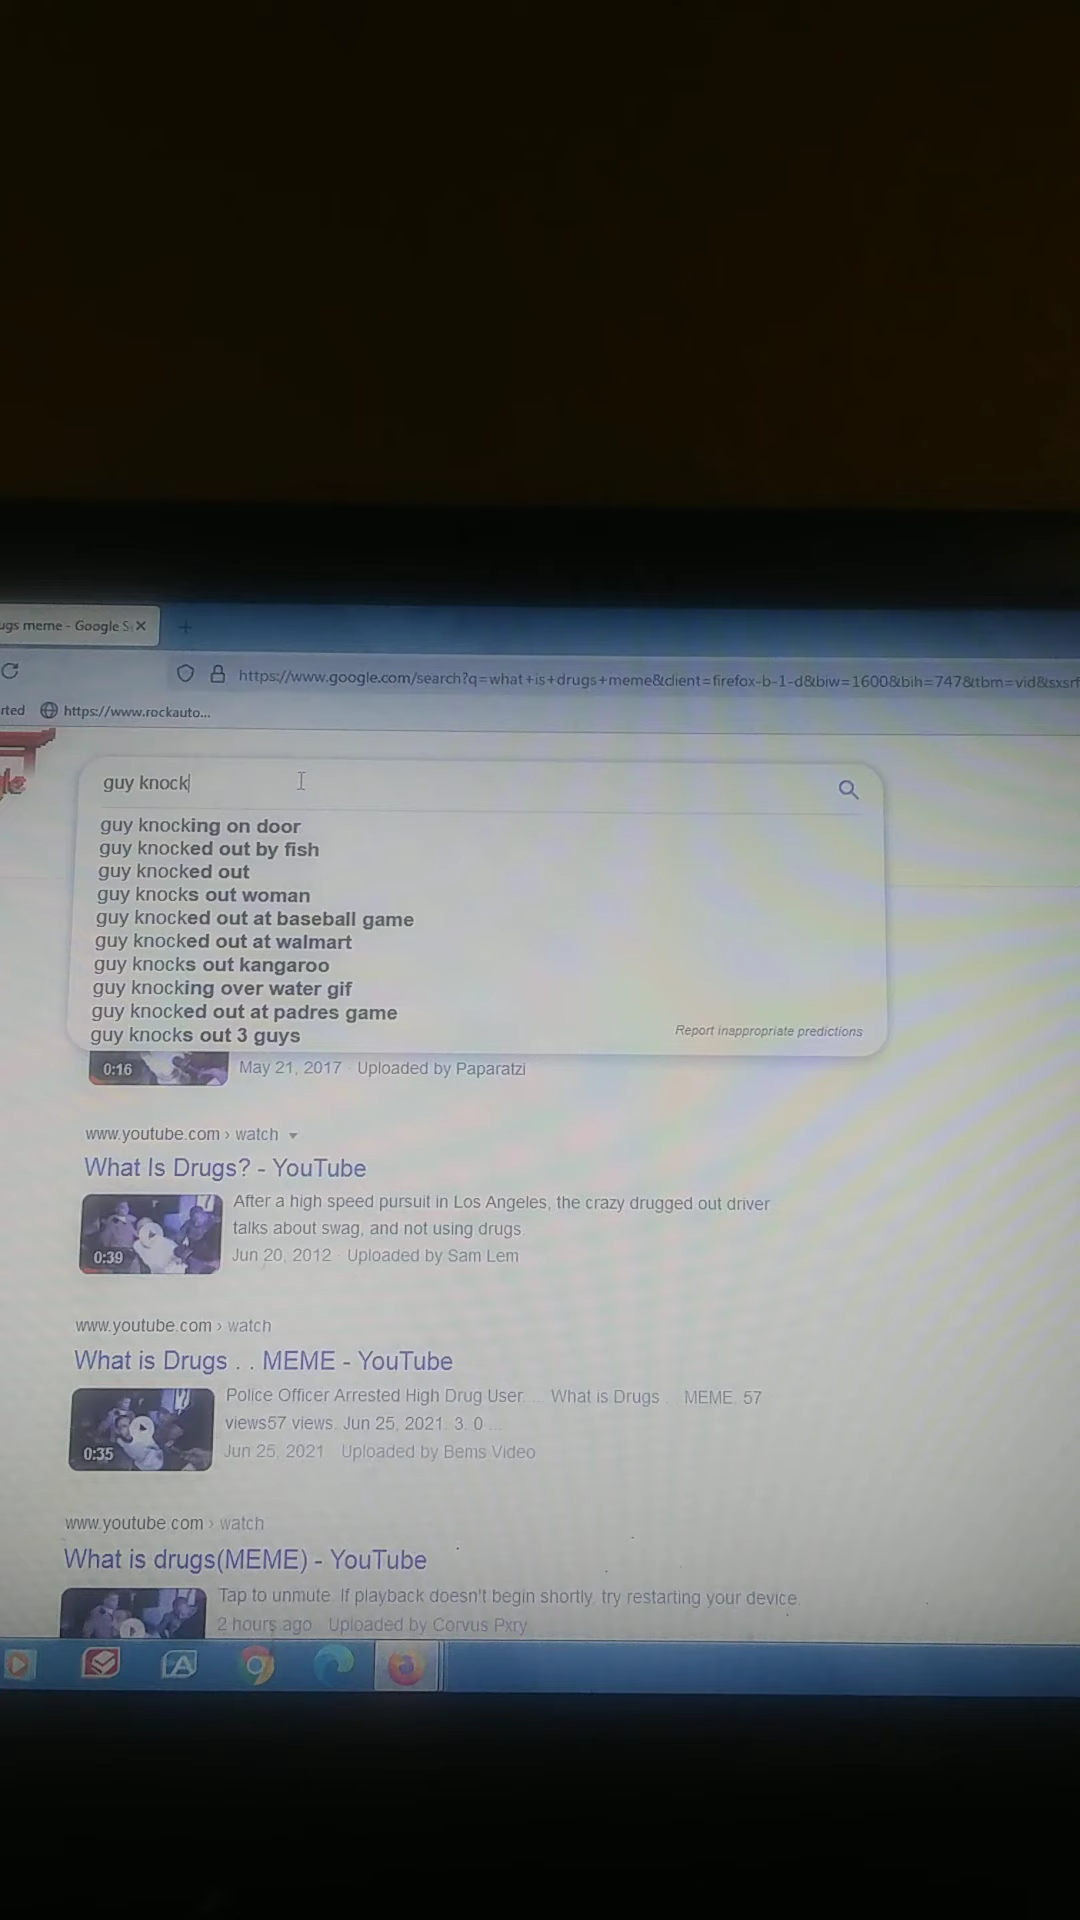 ugs meme - Google S
https://www.google.com/search?q=what+is+drugs+meme&client=firefox-b-1-d&biw=1600&bih=747&tbm=vid&sxsrf
rted https://www.rockauto...
le
guy knock
guy knocking on door
guy knocked out by fish
guy knocked out
guy knocks out woman
guy knocked out at baseball game
guy knocked out at walmart
guy knocks out kangaroo
guy knocking over water gif
guy knocked out at padres game
guy knocks out 3 guys
Report inappropriate predictions
0:16
May 21, 2017 · Uploaded by Paparatzi
www.youtube.com › watch
What Is Drugs? - YouTube
After a high speed pursuit in Los Angeles, the crazy drugged out driver
talks about swag, and not using drugs.
0:39
Jun 20, 2012 · Uploaded by Sam Lem
www.youtube.com › watch
What is Drugs . . MEME - YouTube
Police Officer Arrested High Drug User. ... What is Drugs . . MEME. 57
views57 views. Jun 25, 2021. 3. 0 ...
0:35
Jun 25, 2021 · Uploaded by Bems Video
www.youtube.com › watch
What is drugs(MEME) - YouTube
Tap to unmute. If playback doesn't begin shortly, try restarting your device.
2 hours ago · Uploaded by Corvus Pxry